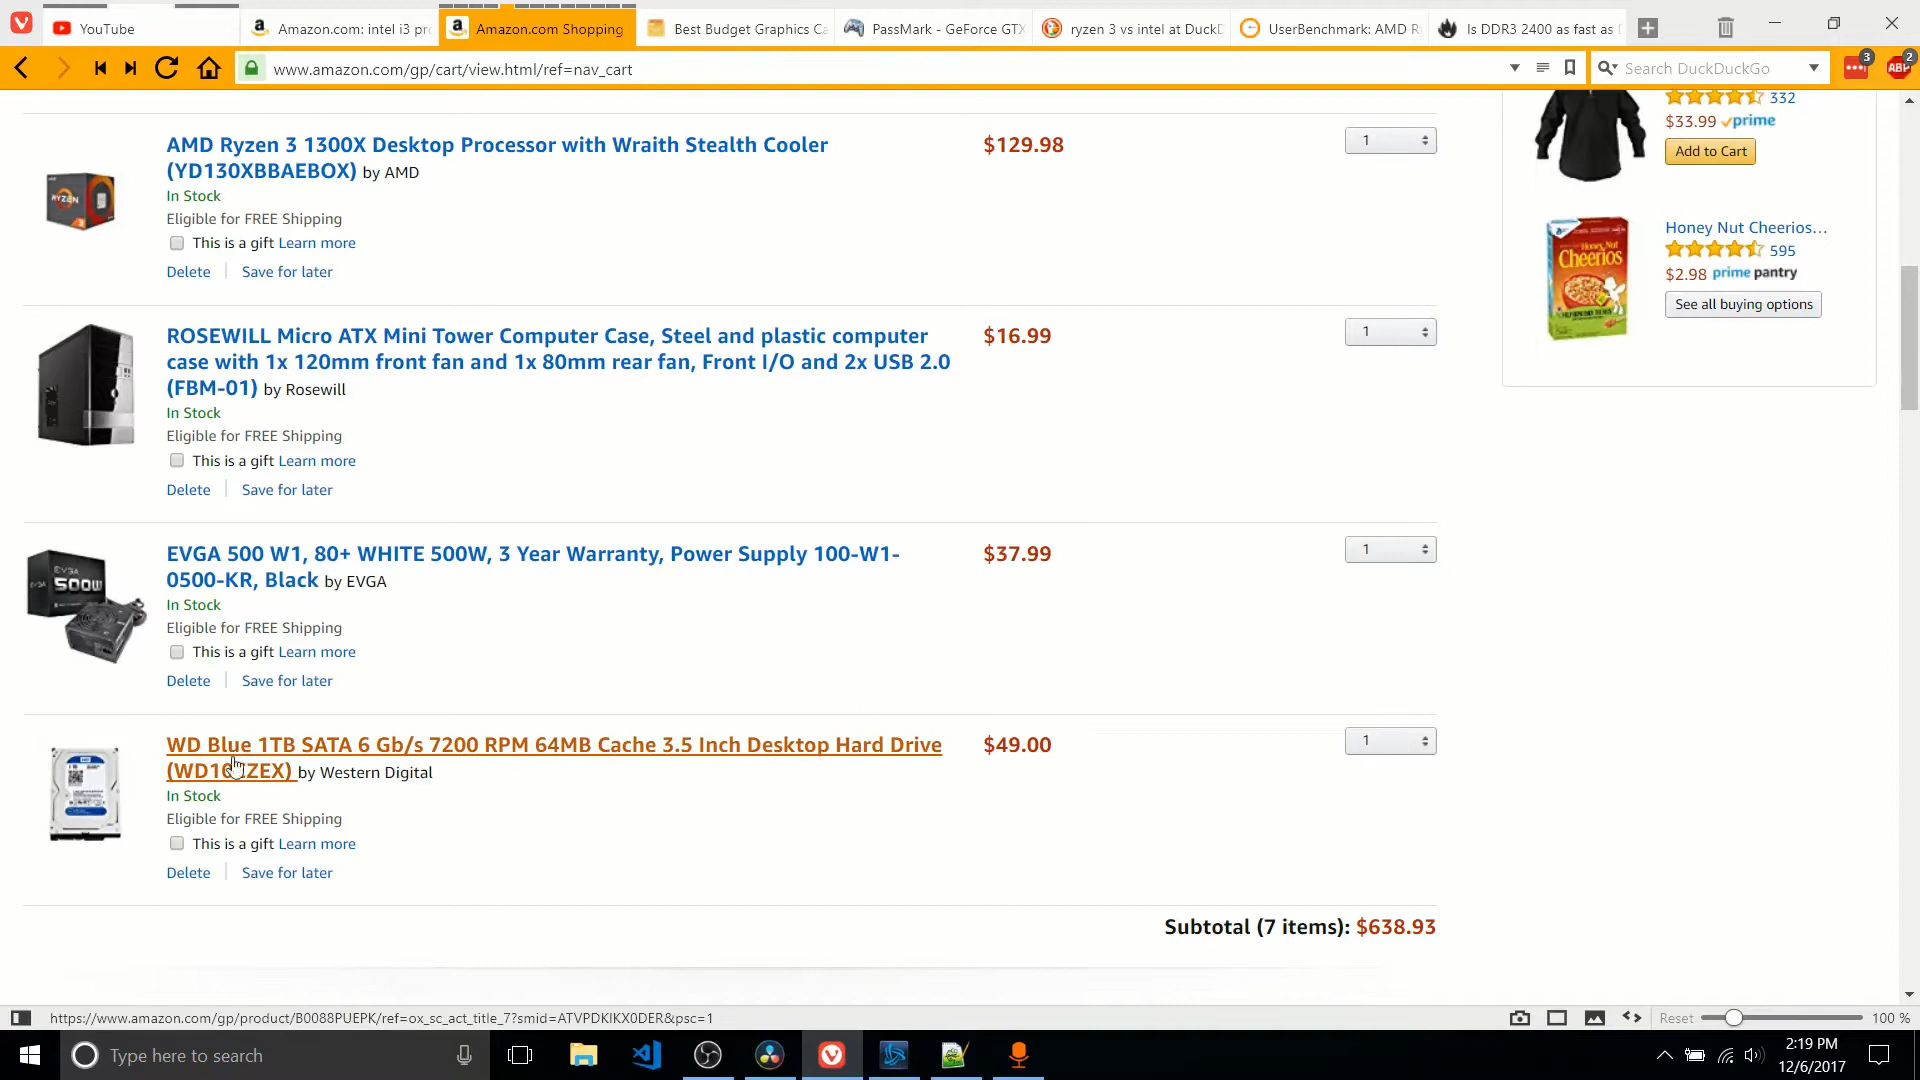 YouTube
Amazon.com: intel i3 pro
Amazon.com Shopping
Best Budget Graphics Ca
PassMark - GeForce GTX
ryzen 3 vs intel at DuckD
UserBenchmark: AMD Ry
Is DDR3 2400 as fast as
www.amazon.com/gp/cart/view.html/ref=nav_cart
Search DuckDuckGo
3
ABP
2
AMD Ryzen 3 1300X Desktop Processor with Wraith Stealth Cooler
(YD130XBBAEBOX) by AMD
In Stock
Eligible for FREE Shipping
This is a gift Learn more
Delete
Save for later
$129.98
1
RYZEN
ROSEWILL Micro ATX Mini Tower Computer Case, Steel and plastic computer
case with 1x 120mm front fan and 1x 80mm rear fan, Front I/O and 2x USB 2.0
(FBM-01) by Rosewill
In Stock
Eligible for FREE Shipping
This is a gift Learn more
Delete
Save for later
$16.99
1
EVGA 500 W1, 80+ WHITE 500W, 3 Year Warranty, Power Supply 100-W1-
0500-KR, Black by EVGA
In Stock
Eligible for FREE Shipping
This is a gift Learn more
Delete
Save for later
$37.99
1
EVGA
500W
WD Blue 1TB SATA 6 Gb/s 7200 RPM 64MB Cache 3.5 Inch Desktop Hard Drive
(WD10 ZEX) by Western Digital
In Stock
Eligible for FREE Shipping
This is a gift Learn more
Delete
Save for later
$49.00
1
Subtotal (7 items): $638.93
332
$33.99 prime
Add to Cart
Honey Nut Cheerios...
595
$2.98 prime pantry
See all buying options
Honey Nut
Cheerios
https://www.amazon.com/gp/product/B0088PUEPK/ref=ox_sc_act_title_7?smid=ATVPDKIKX0DER&psc=1
Reset
100 %
Type here to search
2:19 PM
12/6/2017